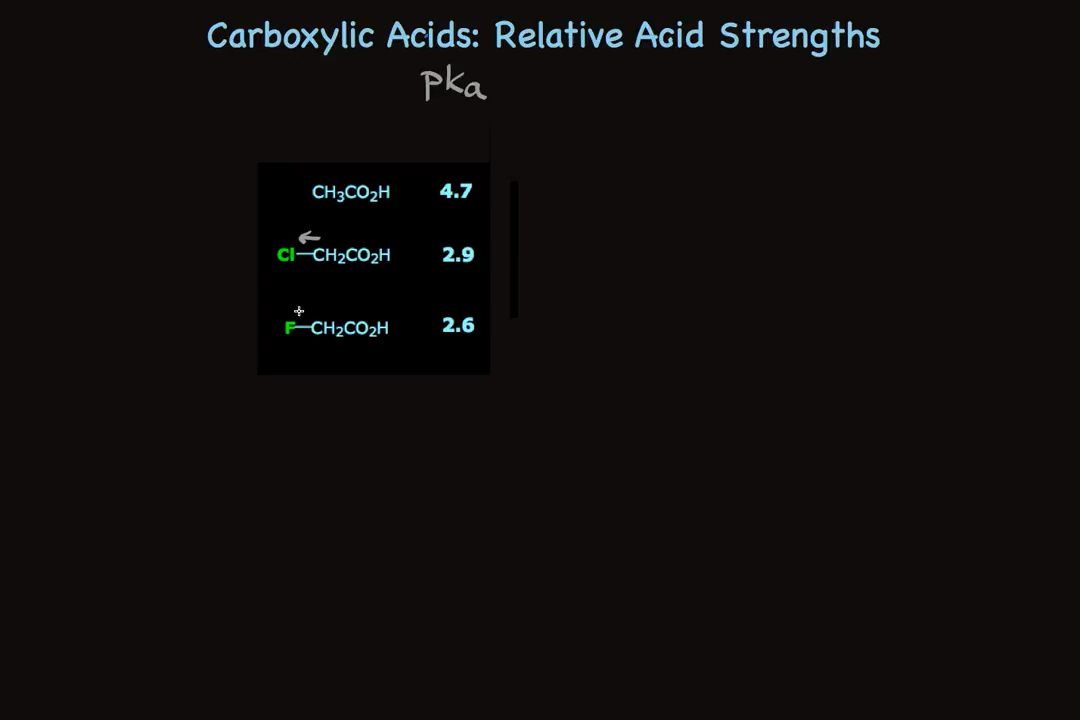 Carboxylic Acids: Relative Acid Strengths
pka
CH₃CO₂H 4.7
Cl—CH₂CO₂H 2.9
F—CH₂CO₂H 2.6